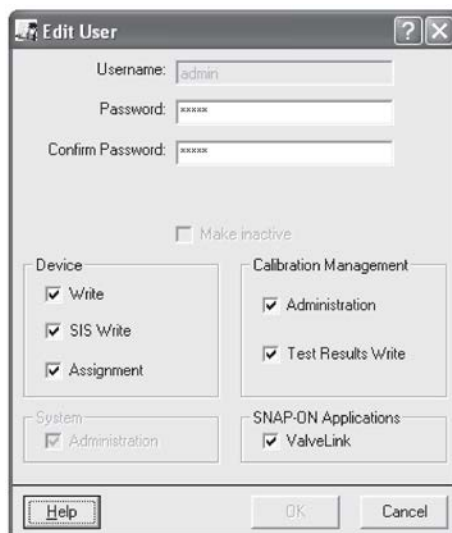 Edit User
Username: admin
Password: *****
Confirm Password: *****
Make inactive
Device
Write
SIS Write
Assignment
Calibration Management
Administration
Test Results Write
System
Administration
SNAP-ON Applications
ValveLink
Help OK Cancel